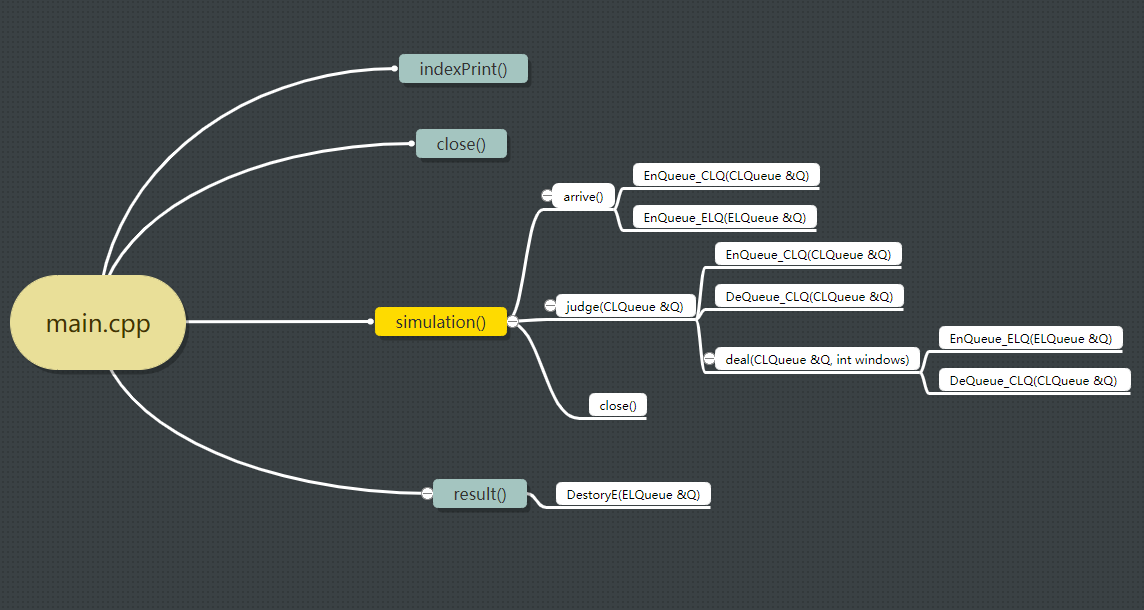 main.cpp
indexPrint()
close()
simulation()
arrive()
EnQueue_CLQ(CLQueue &Q)
EnQueue_ELQ(ELQueue &Q)
judge(CLQueue &Q)
EnQueue_CLQ(CLQueue &Q)
DeQueue_CLQ(CLQueue &Q)
deal(CLQueue &Q, int windows)
EnQueue_ELQ(ELQueue &Q)
DeQueue_CLQ(CLQueue &Q)
close()
result()
DestoryE(ELQueue &Q)